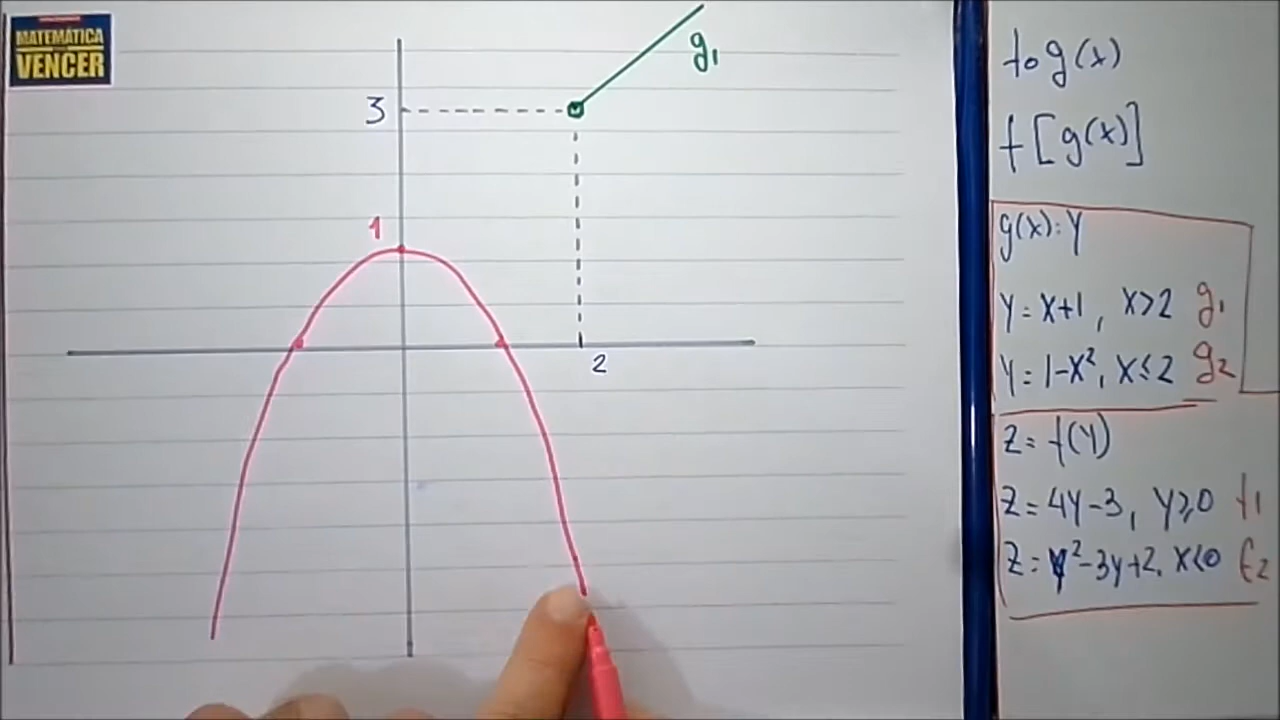 MATEMÁTICA
VENCER
g₁
3
1
2
fog(x)
f[g(x)]
g(x):Y
Y=X+1, X>2 g₁
Y=1-X², X≤2 g₂
Z=f(Y)
Z=4Y-3, Y≥0 f₁
Z=Y²-3Y+2, X<0 f₂